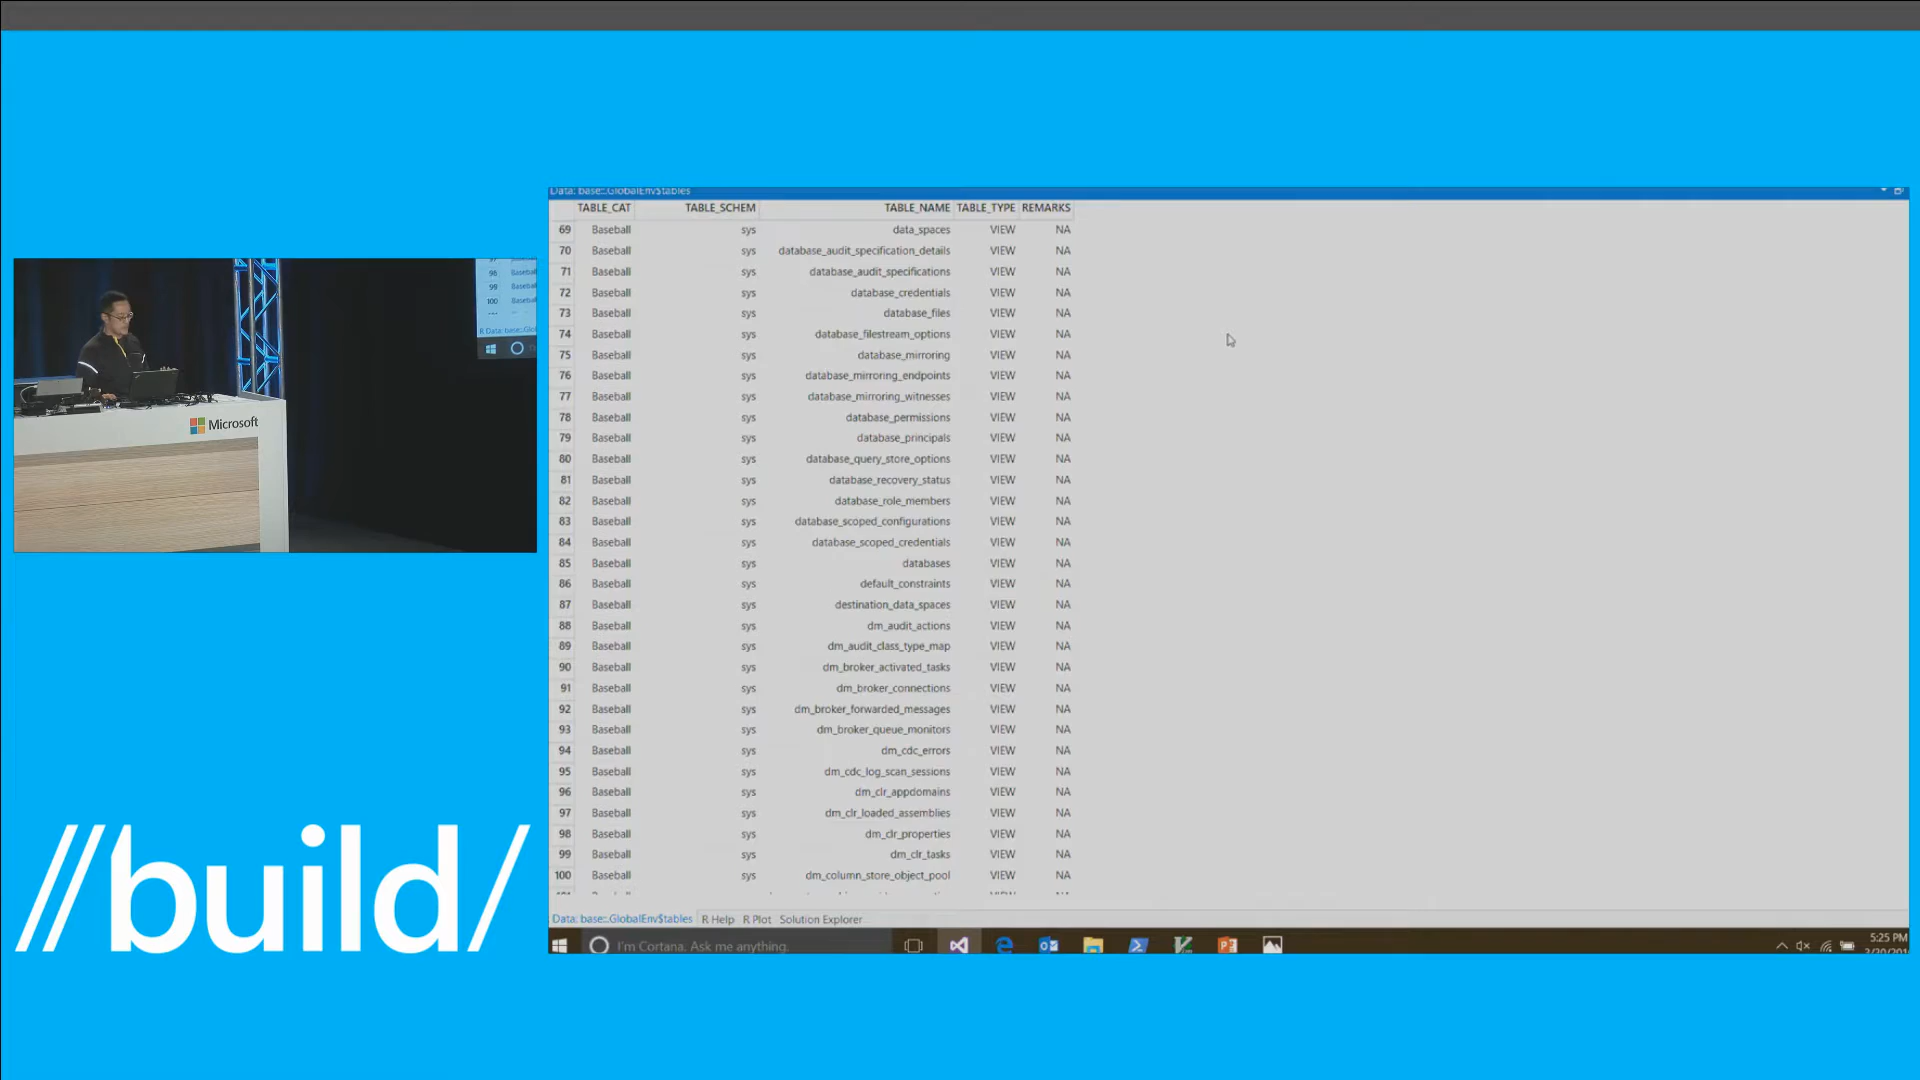 Data: base::.GlobalEnv$tables
TABLE_CAT TABLE_SCHEM TABLE_NAME TABLE_TYPE REMARKS
69 Baseball sys data_spaces VIEW NA
70 Baseball sys database_audit_specification_details VIEW NA
71 Baseball sys database_audit_specifications VIEW NA
72 Baseball sys database_credentials VIEW NA
73 Baseball sys database_files VIEW NA
74 Baseball sys database_filestream_options VIEW NA
75 Baseball sys database_mirroring VIEW NA
76 Baseball sys database_mirroring_endpoints VIEW NA
77 Baseball sys database_mirroring_witnesses VIEW NA
78 Baseball sys database_permissions VIEW NA
79 Baseball sys database_principals VIEW NA
80 Baseball sys database_query_store_options VIEW NA
81 Baseball sys database_recovery_status VIEW NA
82 Baseball sys database_role_members VIEW NA
83 Baseball sys database_scoped_configurations VIEW NA
84 Baseball sys database_scoped_credentials VIEW NA
85 Baseball sys databases VIEW NA
86 Baseball sys default_constraints VIEW NA
87 Baseball sys destination_data_spaces VIEW NA
88 Baseball sys dm_audit_actions VIEW NA
89 Baseball sys dm_audit_class_type_map VIEW NA
90 Baseball sys dm_broker_activated_tasks VIEW NA
91 Baseball sys dm_broker_connections VIEW NA
92 Baseball sys dm_broker_forwarded_messages VIEW NA
93 Baseball sys dm_broker_queue_monitors VIEW NA
94 Baseball sys dm_cdc_errors VIEW NA
95 Baseball sys dm_cdc_log_scan_sessions VIEW NA
96 Baseball sys dm_clr_appdomains VIEW NA
97 Baseball sys dm_clr_loaded_assemblies VIEW NA
98 Baseball sys dm_clr_properties VIEW NA
99 Baseball sys dm_clr_tasks VIEW NA
100 Baseball sys dm_column_store_object_pool VIEW NA
Data: base::.GlobalEnv$tables R Help R Plot Solution Explorer
I'm Cortana. Ask me anything.
5:25 PM
98 Baseball
99 Baseball
100 Baseball
R Data: base::.Glo
Microsoft
//build/